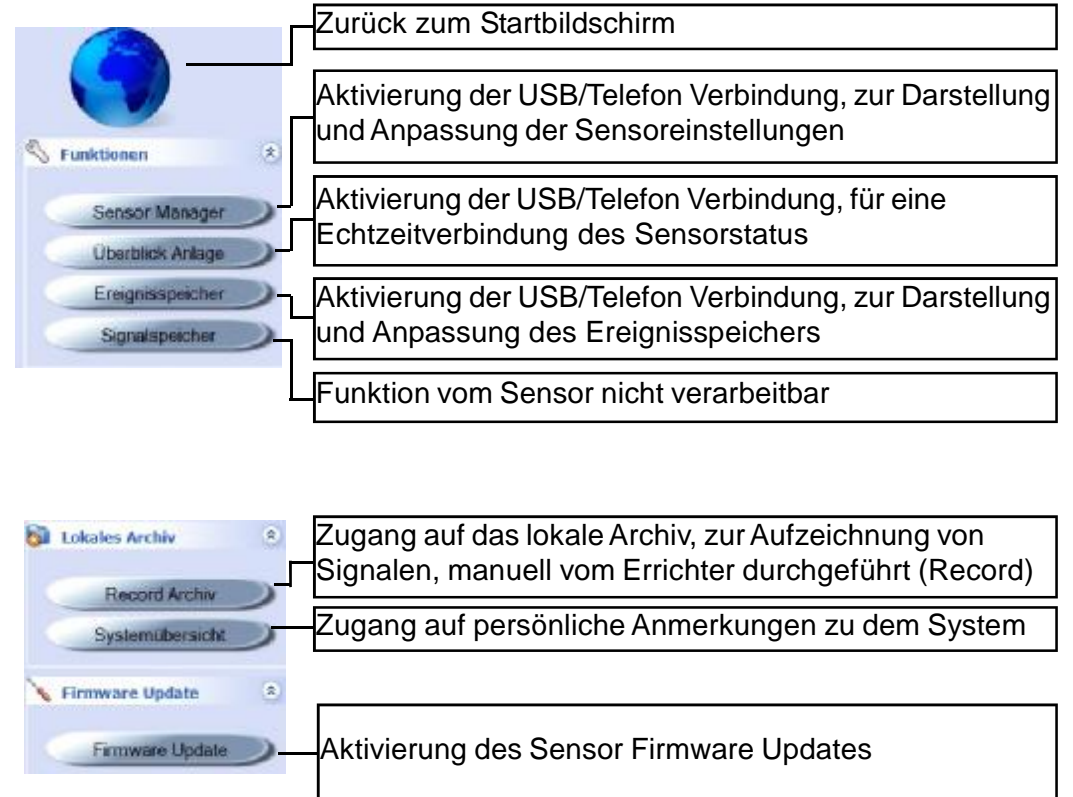 Zurück zum Startbildschirm
Aktivierung der USB/Telefon Verbindung, zur Darstellung
und Anpassung der Sensoreinstellungen
Funktionen
Sensor Manager
Aktivierung der USB/Telefon Verbindung, für eine
Echtzeitverbindung des Sensorstatus
Überblick Anlage
Ereignisspeicher
Aktivierung der USB/Telefon Verbindung, zur Darstellung
und Anpassung des Ereignisspeichers
Signalspeicher
Funktion vom Sensor nicht verarbeitbar
Lokales Archiv
Zugang auf das lokale Archiv, zur Aufzeichnung von
Signalen, manuell vom Errichter durchgeführt (Record)
Record Archiv
Systemübersicht
Zugang auf persönliche Anmerkungen zu dem System
Firmware Update
Firmware Update
Aktivierung des Sensor Firmware Updates